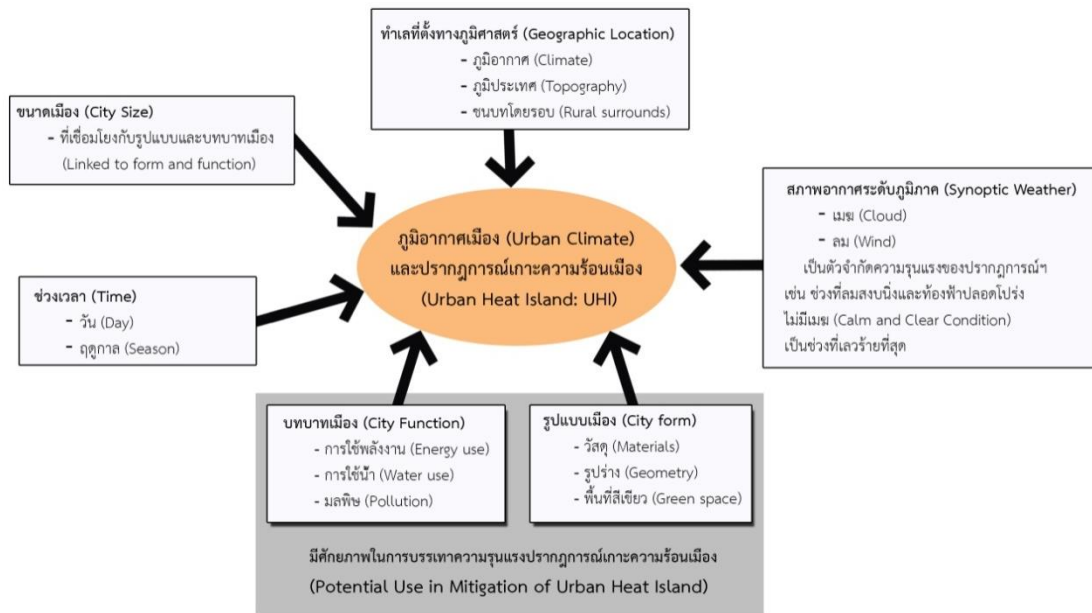 ทำเลที่ตั้งทางภูมิศาสตร์ (Geographic Location)
- ภูมิอากาศ (Climate)
- ภูมิประเทศ (Topography)
- ชนบทโดยรอบ (Rural surrounds)
ขนาดเมือง (City Size)
- ที่เชื่อมโยงกับรูปแบบและบทบาทเมือง
(Linked to form and function)
สภาพอากาศระดับภูมิภาค (Synoptic Weather)
- เมฆ (Cloud)
- ลม (Wind)
เป็นตัวจำกัดความรุนแรงของปรากฏการณ์ฯ
เช่น ช่วงที่ลมสงบนิ่งและท้องฟ้าปลอดโปร่ง
ไม่มีเมฆ (Calm and Clear Condition)
เป็นช่วงที่เลวร้ายที่สุด
ภูมิอากาศเมือง (Urban Climate)
และปรากฏการณ์เกาะความร้อนเมือง
(Urban Heat Island: UHI)
ช่วงเวลา (Time)
- วัน (Day)
- ฤดูกาล (Season)
บทบาทเมือง (City Function)
- การใช้พลังงาน (Energy use)
- การใช้น้ำ (Water use)
- มลพิษ (Pollution)
รูปแบบเมือง (City form)
- วัสดุ (Materials)
- รูปร่าง (Geometry)
- พื้นที่สีเขียว (Green space)
มีศักยภาพในการบรรเทาความรุนแรงปรากฏการณ์เกาะความร้อนเมือง
(Potential Use in Mitigation of Urban Heat Island)